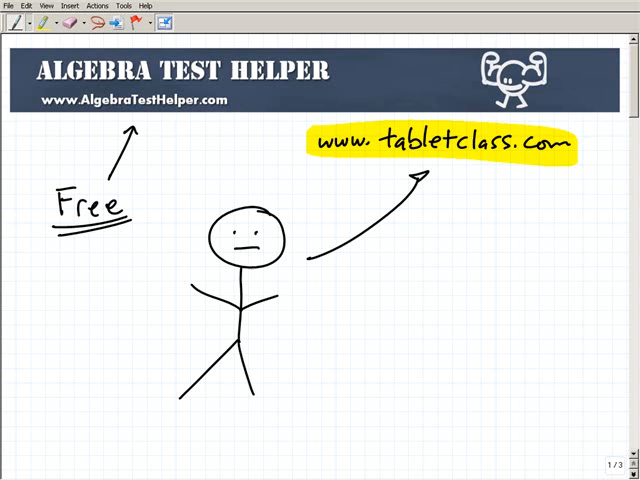 File Edit View Insert Actions Tools Help
ALGEBRA TEST HELPER
www.AlgebraTestHelper.com
www.tabletclass.com
Free
1 / 3